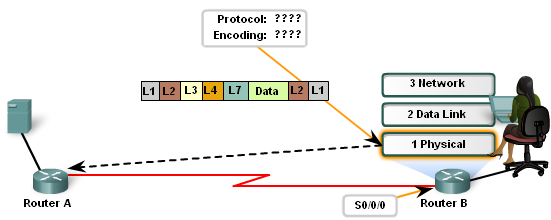 Protocol: ????
Encoding: ????
L1 L2 L3 L4 L7 Data L2 L1
3 Network
2 Data Link
1 Physical
S0/0/0
Router A
Router B